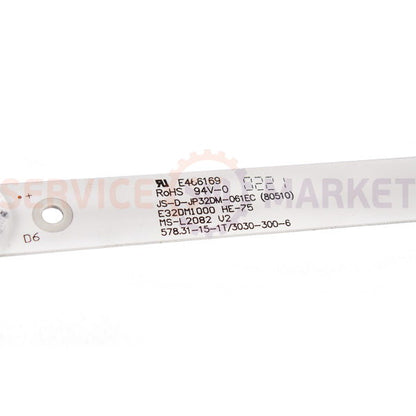 E466169 0221
RoHS 94V-0
JS-D-JP32DM-061EC (80510)
E32DM1000 HE-75
MS-L2082 V2
578.31-15-1T/3030-300-6
D6
SERVICE MARKET